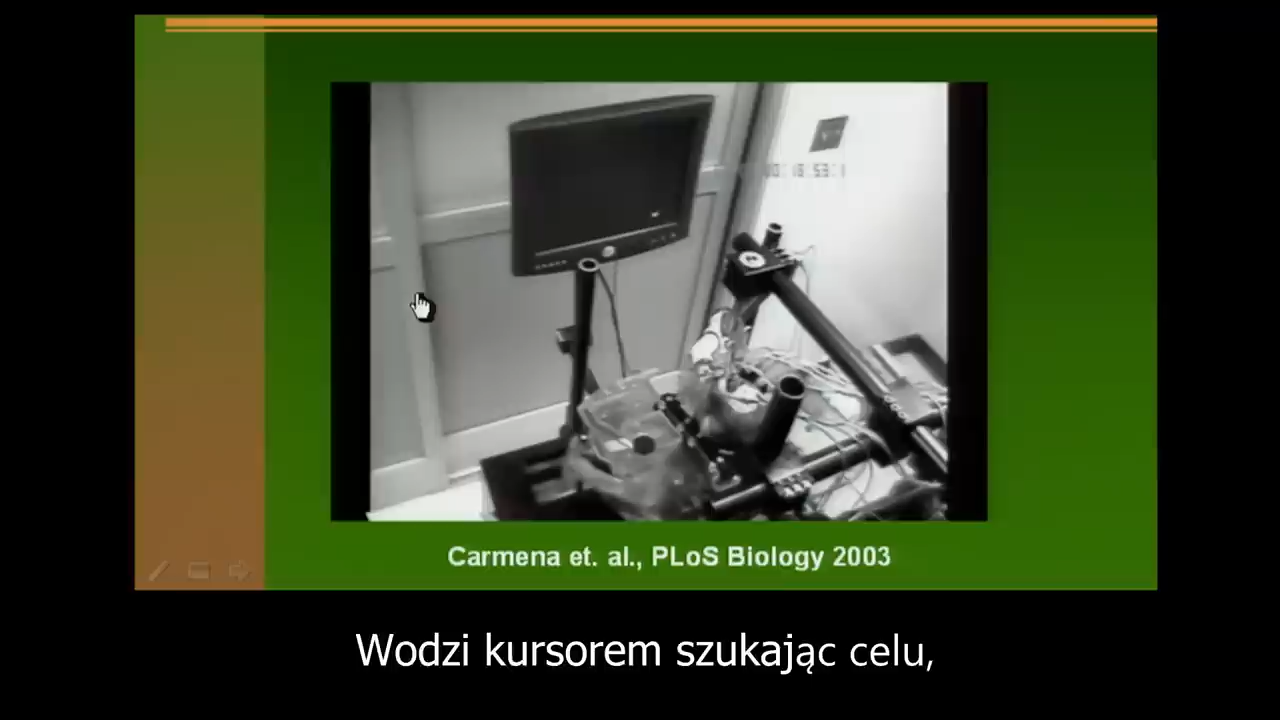 Carmena et. al., PLoS Biology 2003
Wodzi kursorem szukając celu,